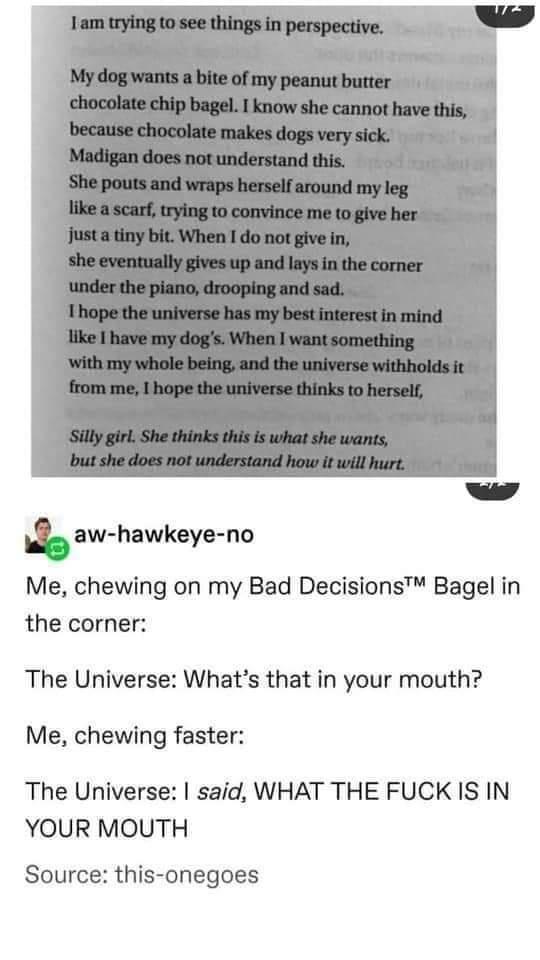 1/2
I am trying to see things in perspective.
My dog wants a bite of my peanut butter
chocolate chip bagel. I know she cannot have this,
because chocolate makes dogs very sick.
Madigan does not understand this.
She pouts and wraps herself around my leg
like a scarf, trying to convince me to give her
just a tiny bit. When I do not give in,
she eventually gives up and lays in the corner
under the piano, drooping and sad.
I hope the universe has my best interest in mind
like I have my dog's. When I want something
with my whole being, and the universe withholds it
from me, I hope the universe thinks to herself,
Silly girl. She thinks this is what she wants,
but she does not understand how it will hurt.
2/2
aw-hawkeye-no
Me, chewing on my Bad Decisions™ Bagel in
the corner:
The Universe: What's that in your mouth?
Me, chewing faster:
The Universe: I said, WHAT THE FUCK IS IN
YOUR MOUTH
Source: this-onegoes